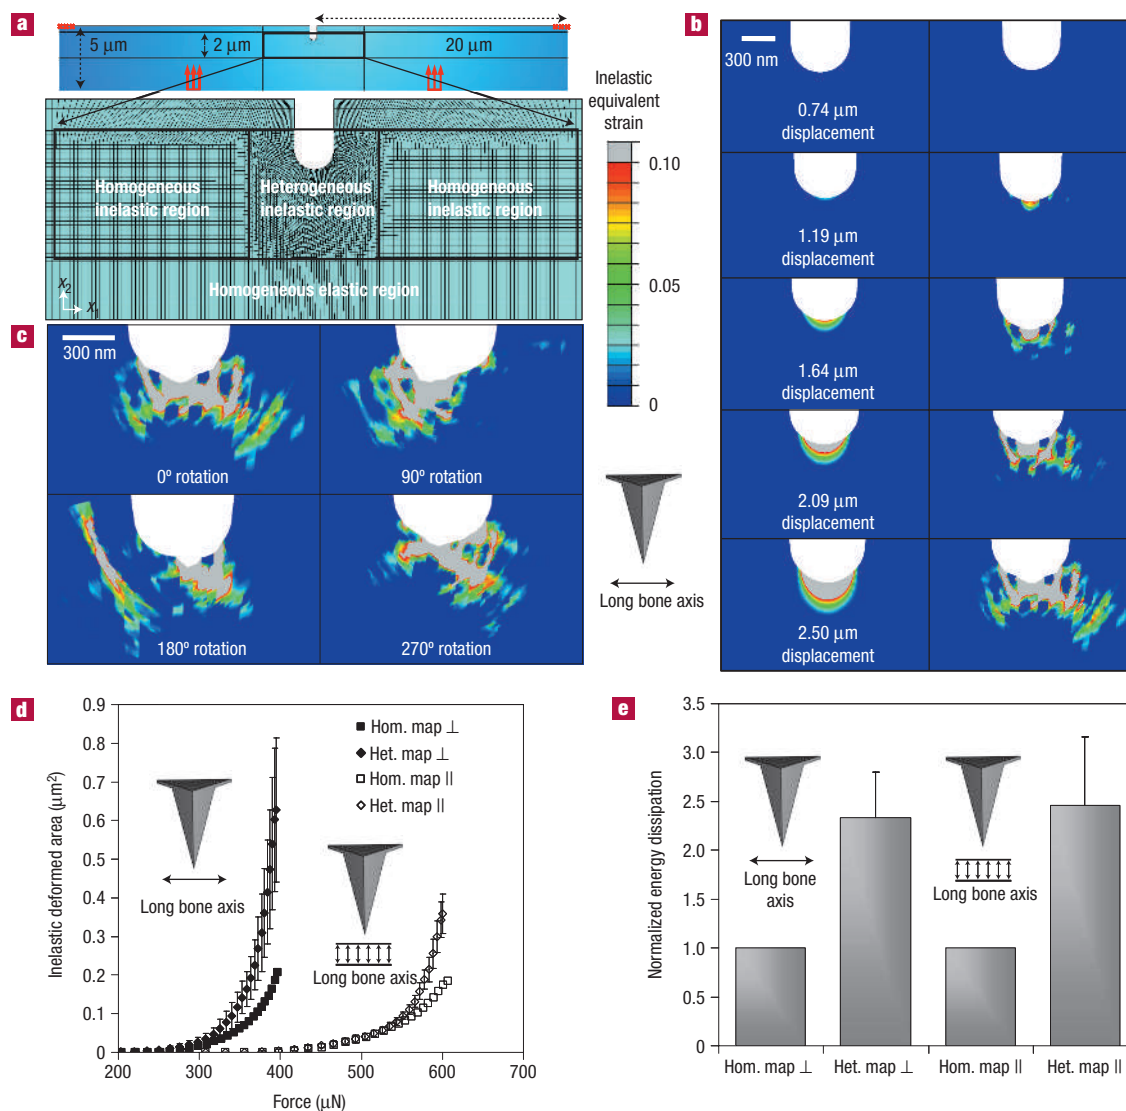 a
5 μm
2 μm
20 μm
Homogeneous
inelastic region
Heterogeneous
inelastic region
Homogeneous
inelastic region
Homogeneous elastic region
x₂
x₁
Inelastic
equivalent
strain
0.10
0.05
0
b
300 nm
0.74 μm
displacement
1.19 μm
displacement
1.64 μm
displacement
2.09 μm
displacement
2.50 μm
displacement
c
300 nm
0º rotation
90º rotation
180º rotation
270º rotation
Long bone axis
d
Inelastic deformed area (μm²)
0.9
0.8
0.7
0.6
0.5
0.4
0.3
0.2
0.1
0
200
300
400
500
600
700
Force (μN)
Hom. map ⊥
Het. map ⊥
Hom. map ||
Het. map ||
Long bone axis
Long bone axis
e
Normalized energy dissipation
3.5
3.0
2.5
2.0
1.5
1.0
0.5
0
Long bone
axis
Long bone axis
Hom. map ⊥
Het. map ⊥
Hom. map ||
Het. map ||